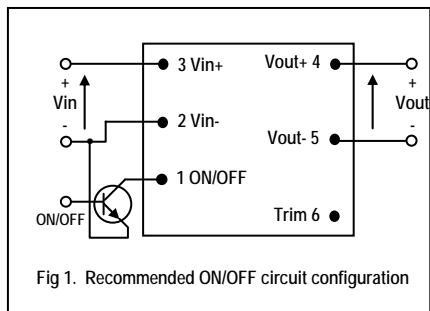 3 Vin+
Vout+ 4
+
Vin
-
+
Vout
-
2 Vin-
Vout- 5
1 ON/OFF
ON/OFF
Trim 6
Fig 1. Recommended ON/OFF circuit configuration